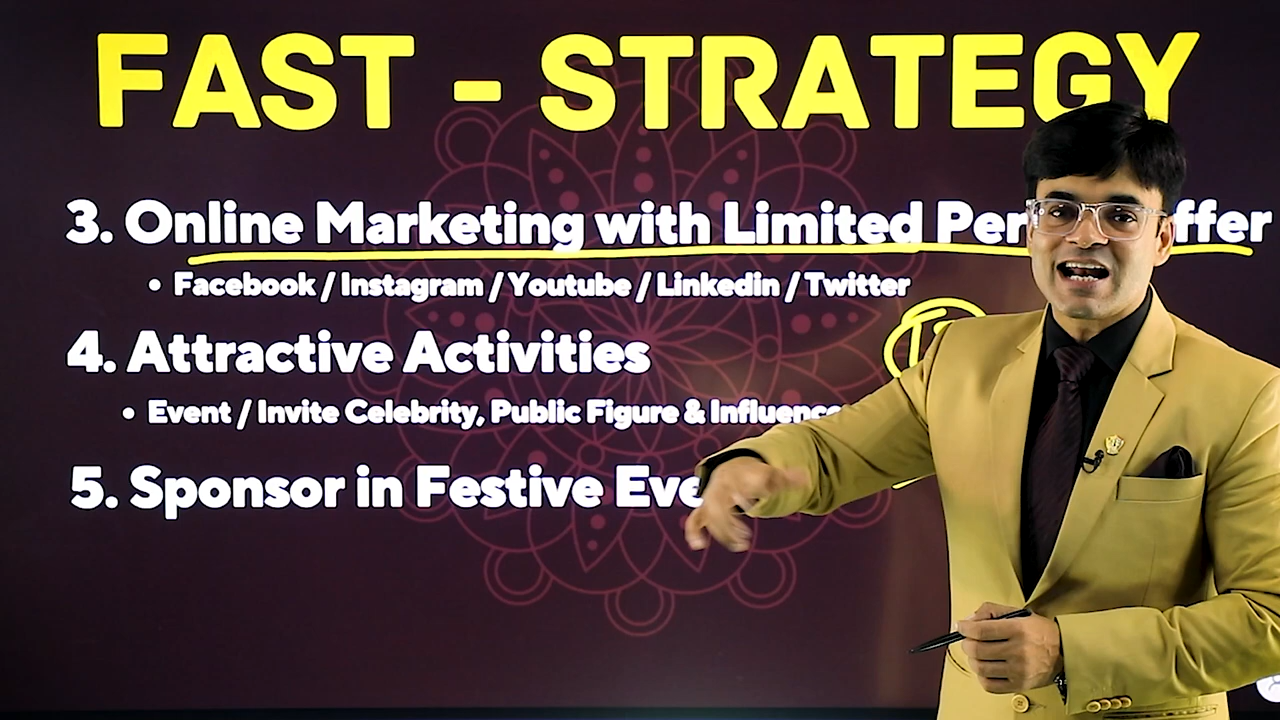 FAST - STRATEGY
3. Online Marketing with Limited
• Facebook / Instagram / Youtube / Linkedin / Twitter
4. Attractive Activities
• Event / Invite Celebrity, Public Figure &
5. Sponsor in Festive